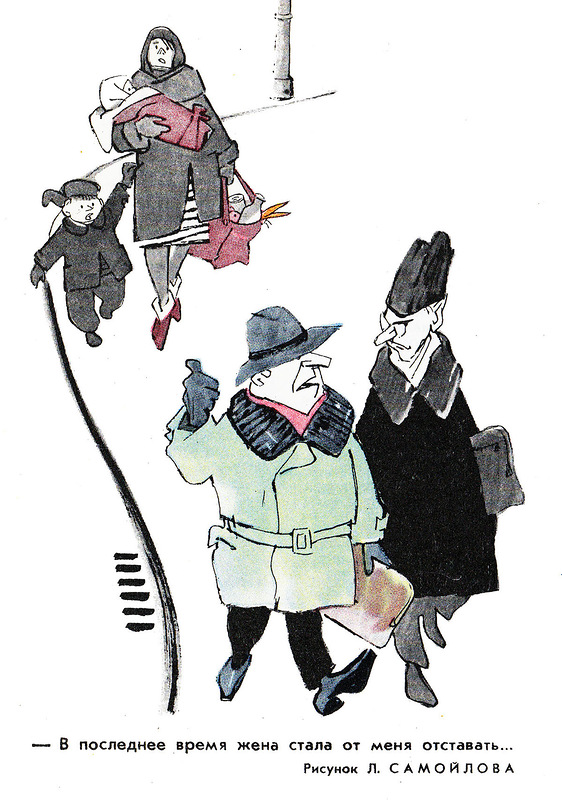 — В последнее время жена стала от меня отставать...
Рисунок Л. САМОЙЛОВА